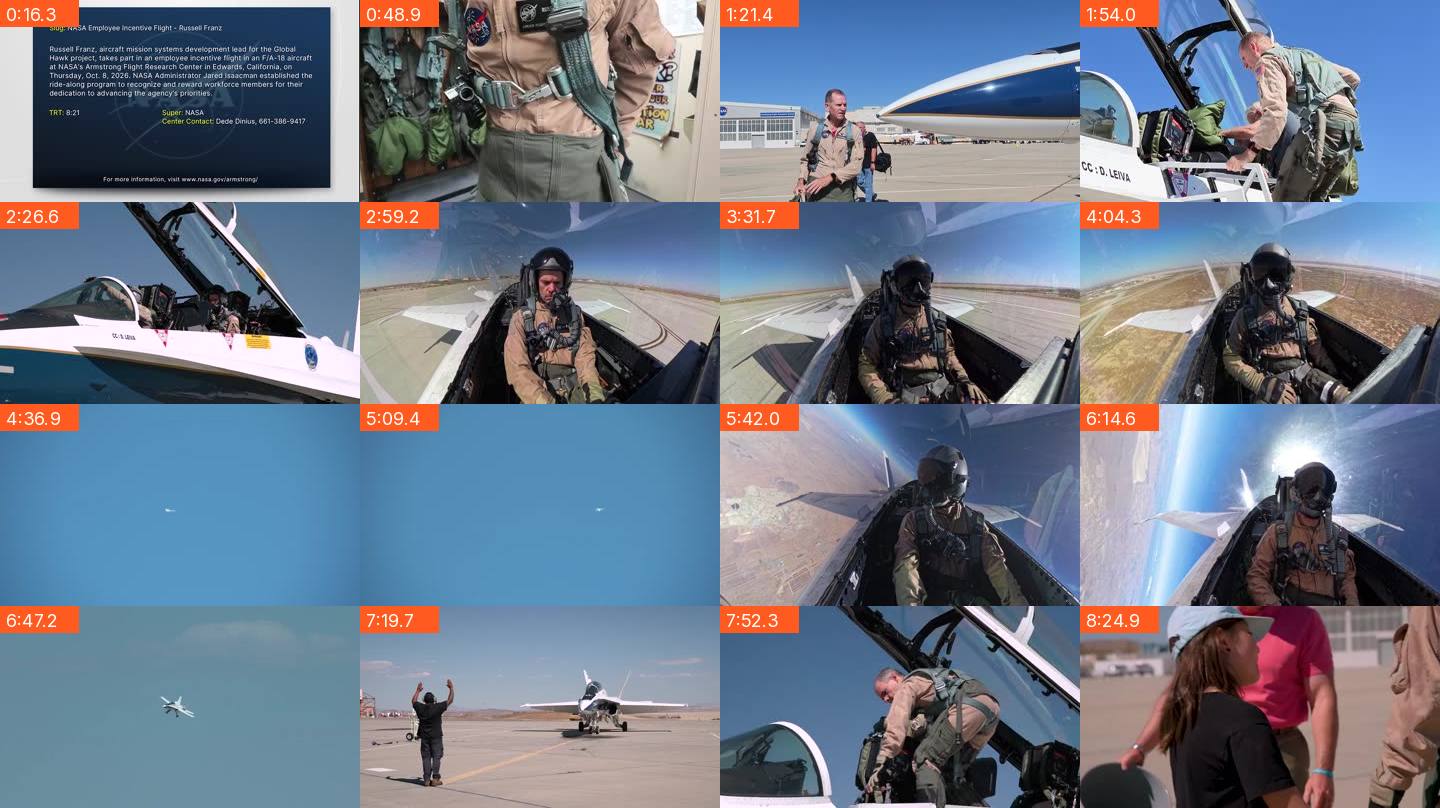 0:16.3
Slug: NASA Employee Incentive Flight - Russell Franz
Russell Franz, aircraft mission systems development lead for the Global
Hawk project, takes part in an employee incentive flight in an F/A-18 aircraft
at NASA's Armstrong Flight Research Center in Edwards, California, on
Thursday, Oct. 8, 2026. NASA Administrator Jared Isaacman established the
ride-along program to recognize and reward workforce members for their
dedication to advancing the agency's priorities.
TRT: 8:21
Super: NASA
Center Contact: Dede Dinius, 661-386-9417
For more information, visit www.nasa.gov/armstrong/
0:48.9
NASA
1:21.4
1:54.0
CC : D. LEIVA
2:26.6
CC : D. LEIVA
2:59.2
3:31.7
4:04.3
4:36.9
5:09.4
5:42.0
6:14.6
6:47.2
7:19.7
7:52.3
8:24.9